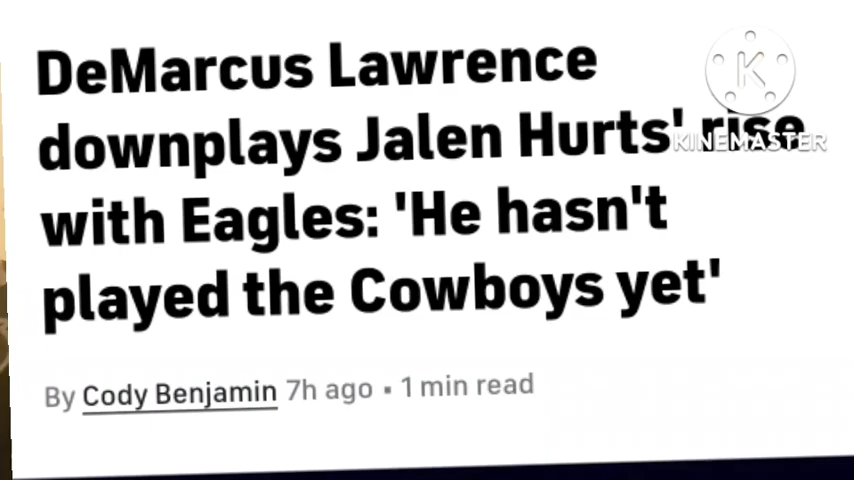 DeMarcus Lawrence
downplays Jalen Hurts' rise
KINEMASTER
with Eagles: 'He hasn't
played the Cowboys yet'
By Cody Benjamin 7h ago ▪ 1 min read